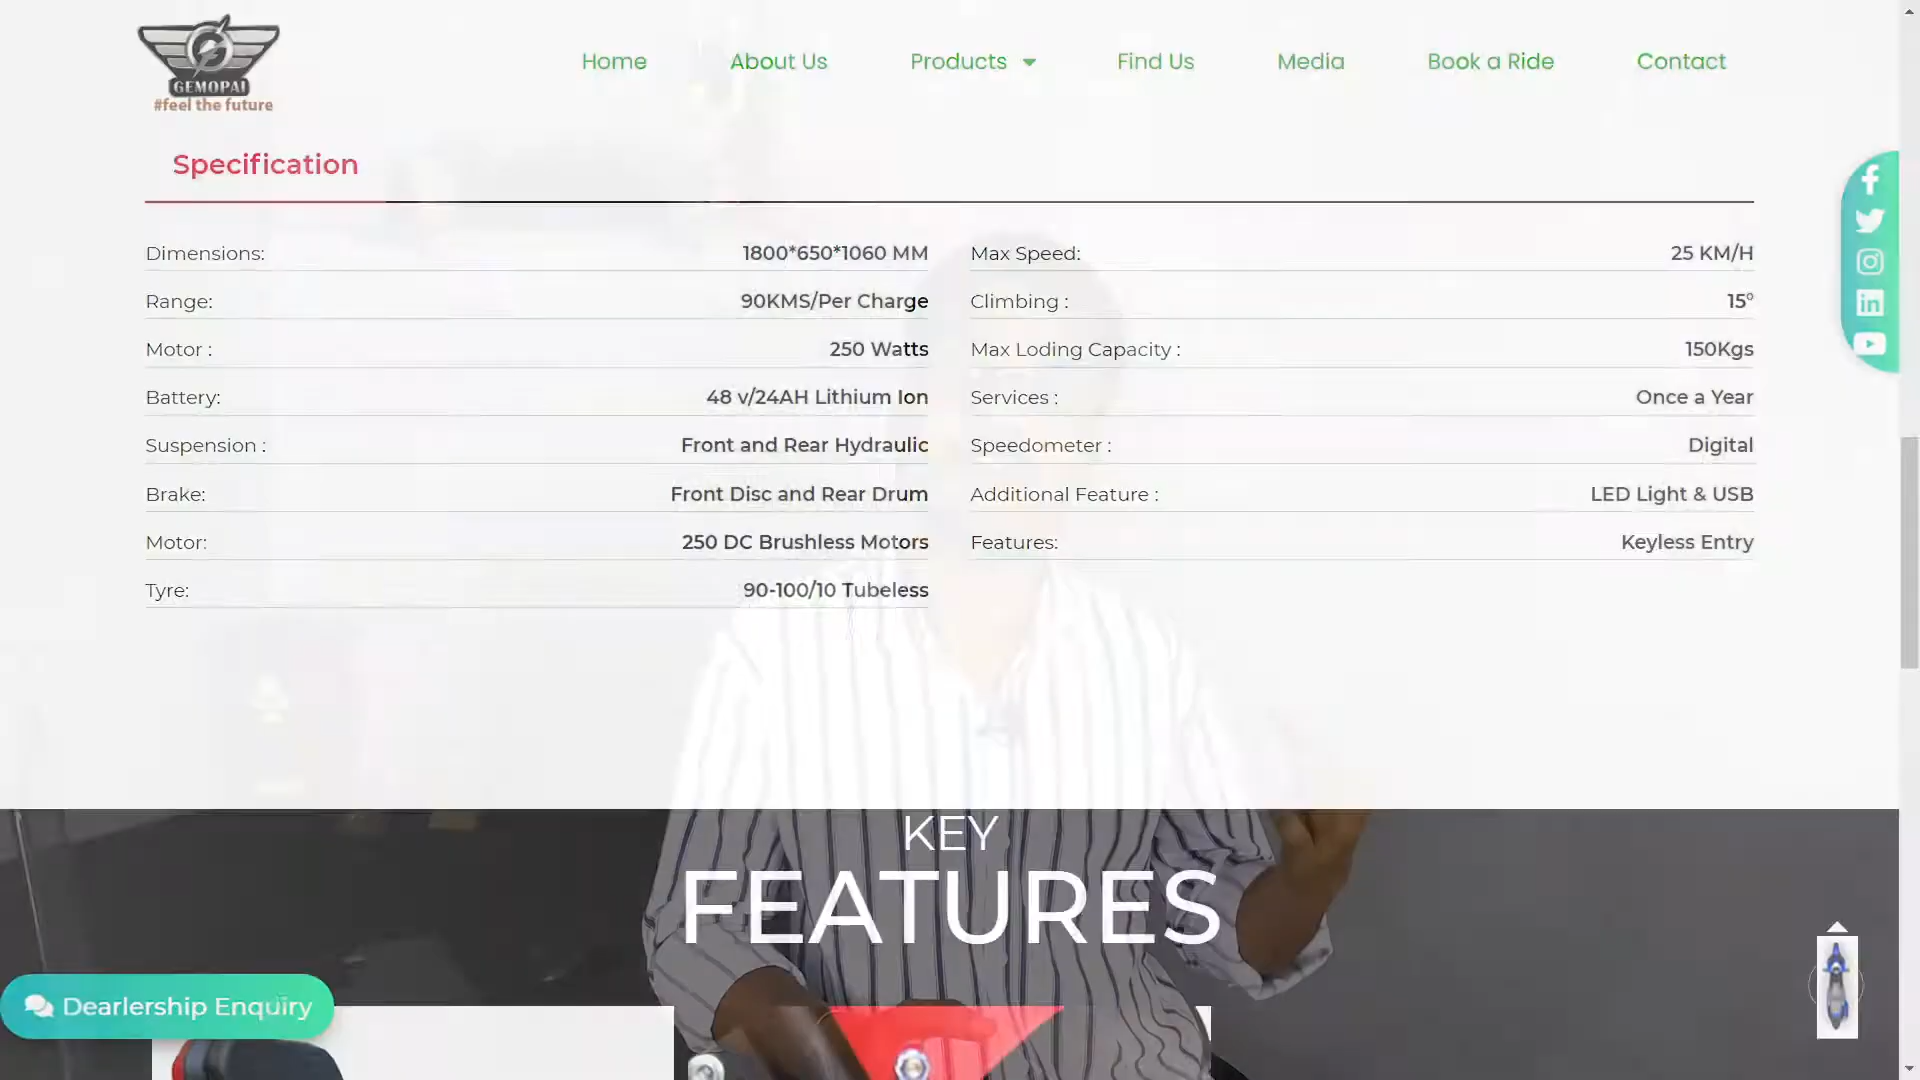 GEMOPAI
#feel the future
Home
About Us
Products
Find Us
Media
Book a Ride
Contact
Specification
Dimensions: 1800*650*1060 MM
Range: 90KMS/Per Charge
Motor : 250 Watts
Battery: 48 v/24AH Lithium Ion
Suspension : Front and Rear Hydraulic
Brake: Front Disc and Rear Drum
Motor: 250 DC Brushless Motors
Tyre: 90-100/10 Tubeless
Max Speed: 25 KM/H
Climbing : 15°
Max Loding Capacity : 150Kgs
Services : Once a Year
Speedometer : Digital
Additional Feature : LED Light & USB
Features: Keyless Entry
KEY
FEATURES
Dearlership Enquiry